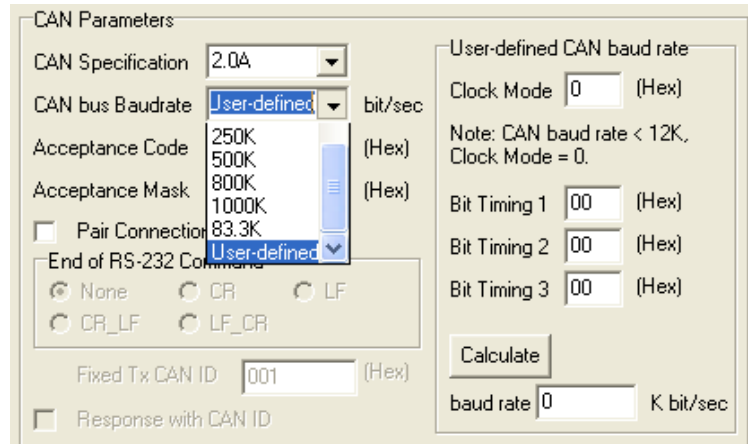 CAN Parameters
CAN Specification 2.0A
CAN bus Baudrate User-defined bit/sec
250K
500K
800K
1000K
83.3K
User-defined
Acceptance Code (Hex)
Acceptance Mask (Hex)
Pair Connection
End of RS-232 Command
None CR LF
CR_LF LF_CR
Fixed Tx CAN ID 001 (Hex)
Response with CAN ID
User-defined CAN baud rate
Clock Mode 0 (Hex)
Note: CAN baud rate < 12K,
Clock Mode = 0.
Bit Timing 1 00 (Hex)
Bit Timing 2 00 (Hex)
Bit Timing 3 00 (Hex)
Calculate
baud rate 0 K bit/sec